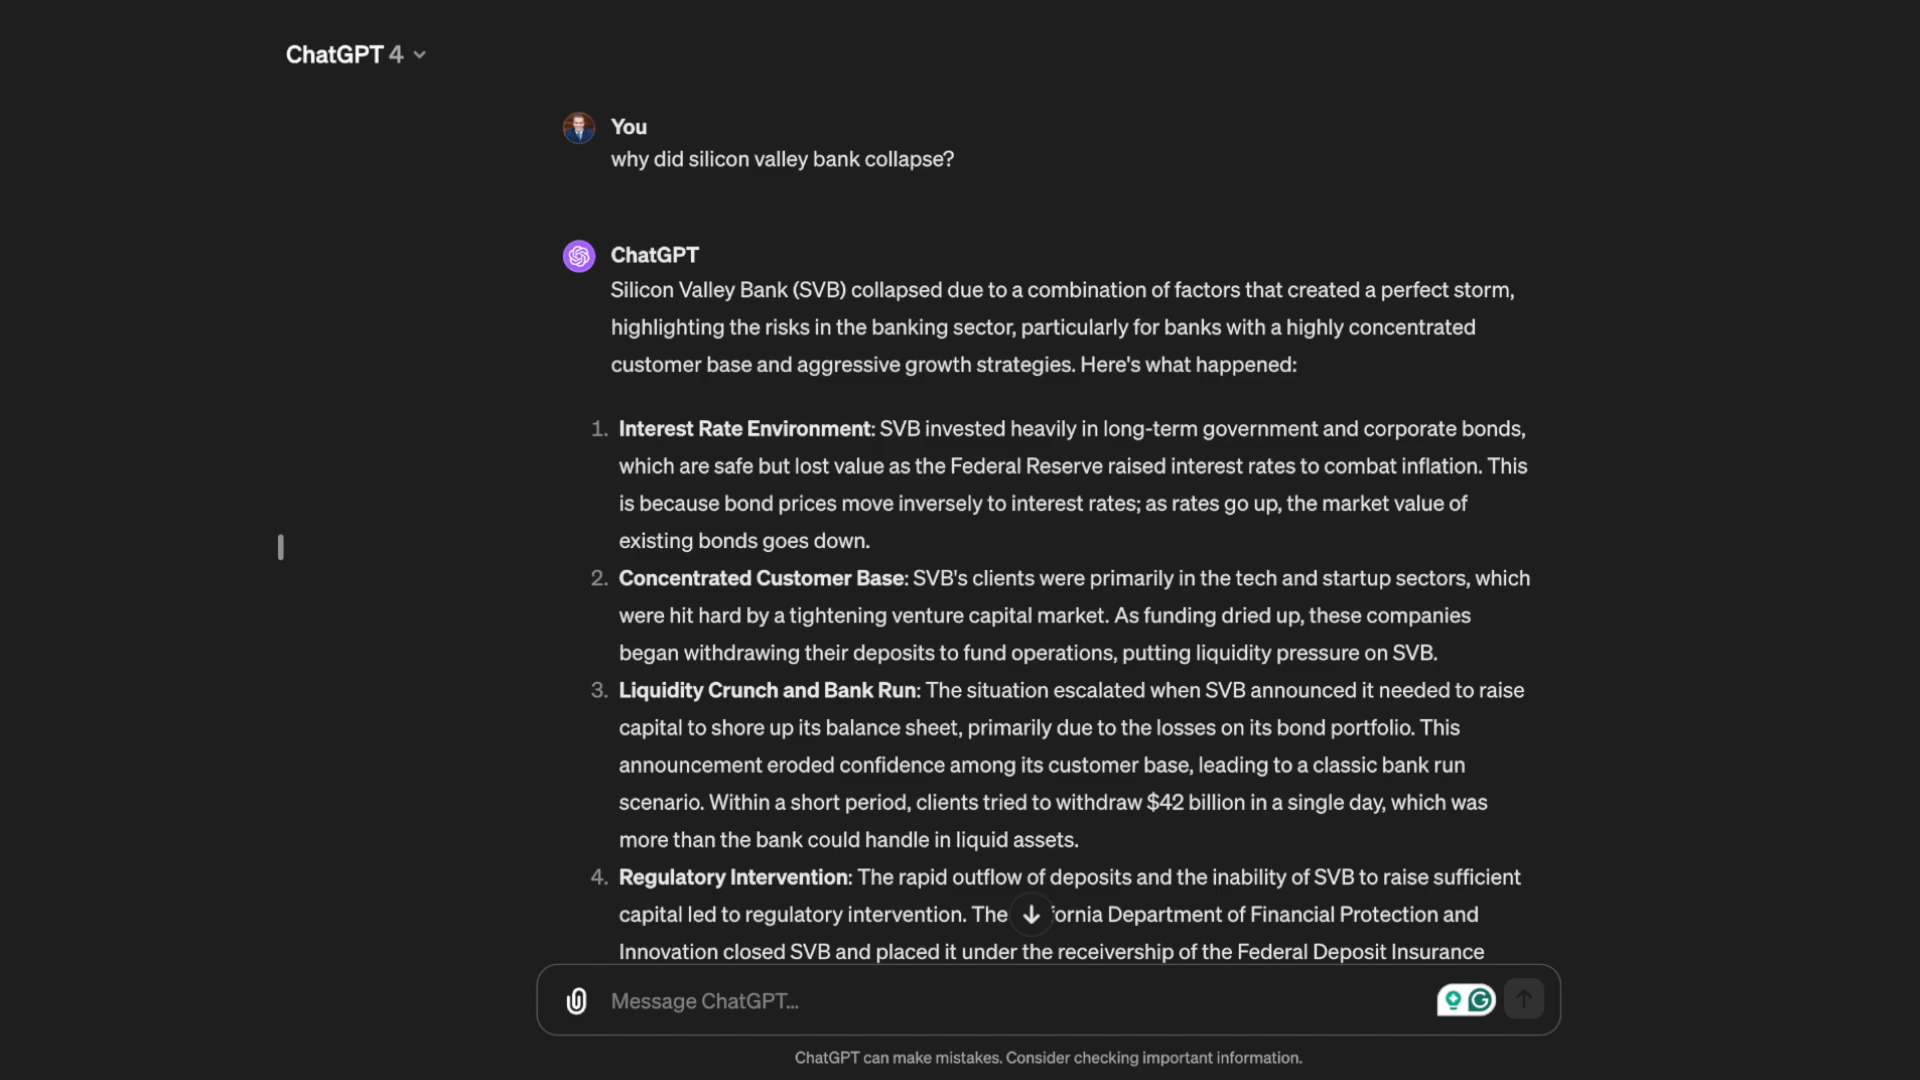 ChatGPT 4
You
why did silicon valley bank collapse?
ChatGPT
Silicon Valley Bank (SVB) collapsed due to a combination of factors that created a perfect storm,
highlighting the risks in the banking sector, particularly for banks with a highly concentrated
customer base and aggressive growth strategies. Here's what happened:
1. Interest Rate Environment: SVB invested heavily in long-term government and corporate bonds,
which are safe but lost value as the Federal Reserve raised interest rates to combat inflation. This
is because bond prices move inversely to interest rates; as rates go up, the market value of
existing bonds goes down.
2. Concentrated Customer Base: SVB's clients were primarily in the tech and startup sectors, which
were hit hard by a tightening venture capital market. As funding dried up, these companies
began withdrawing their deposits to fund operations, putting liquidity pressure on SVB.
3. Liquidity Crunch and Bank Run: The situation escalated when SVB announced it needed to raise
capital to shore up its balance sheet, primarily due to the losses on its bond portfolio. This
announcement eroded confidence among its customer base, leading to a classic bank run
scenario. Within a short period, clients tried to withdraw $42 billion in a single day, which was
more than the bank could handle in liquid assets.
4. Regulatory Intervention: The rapid outflow of deposits and the inability of SVB to raise sufficient
capital led to regulatory intervention. The fornia Department of Financial Protection and
Innovation closed SVB and placed it under the receivership of the Federal Deposit Insurance
Message ChatGPT...
ChatGPT can make mistakes. Consider checking important information.